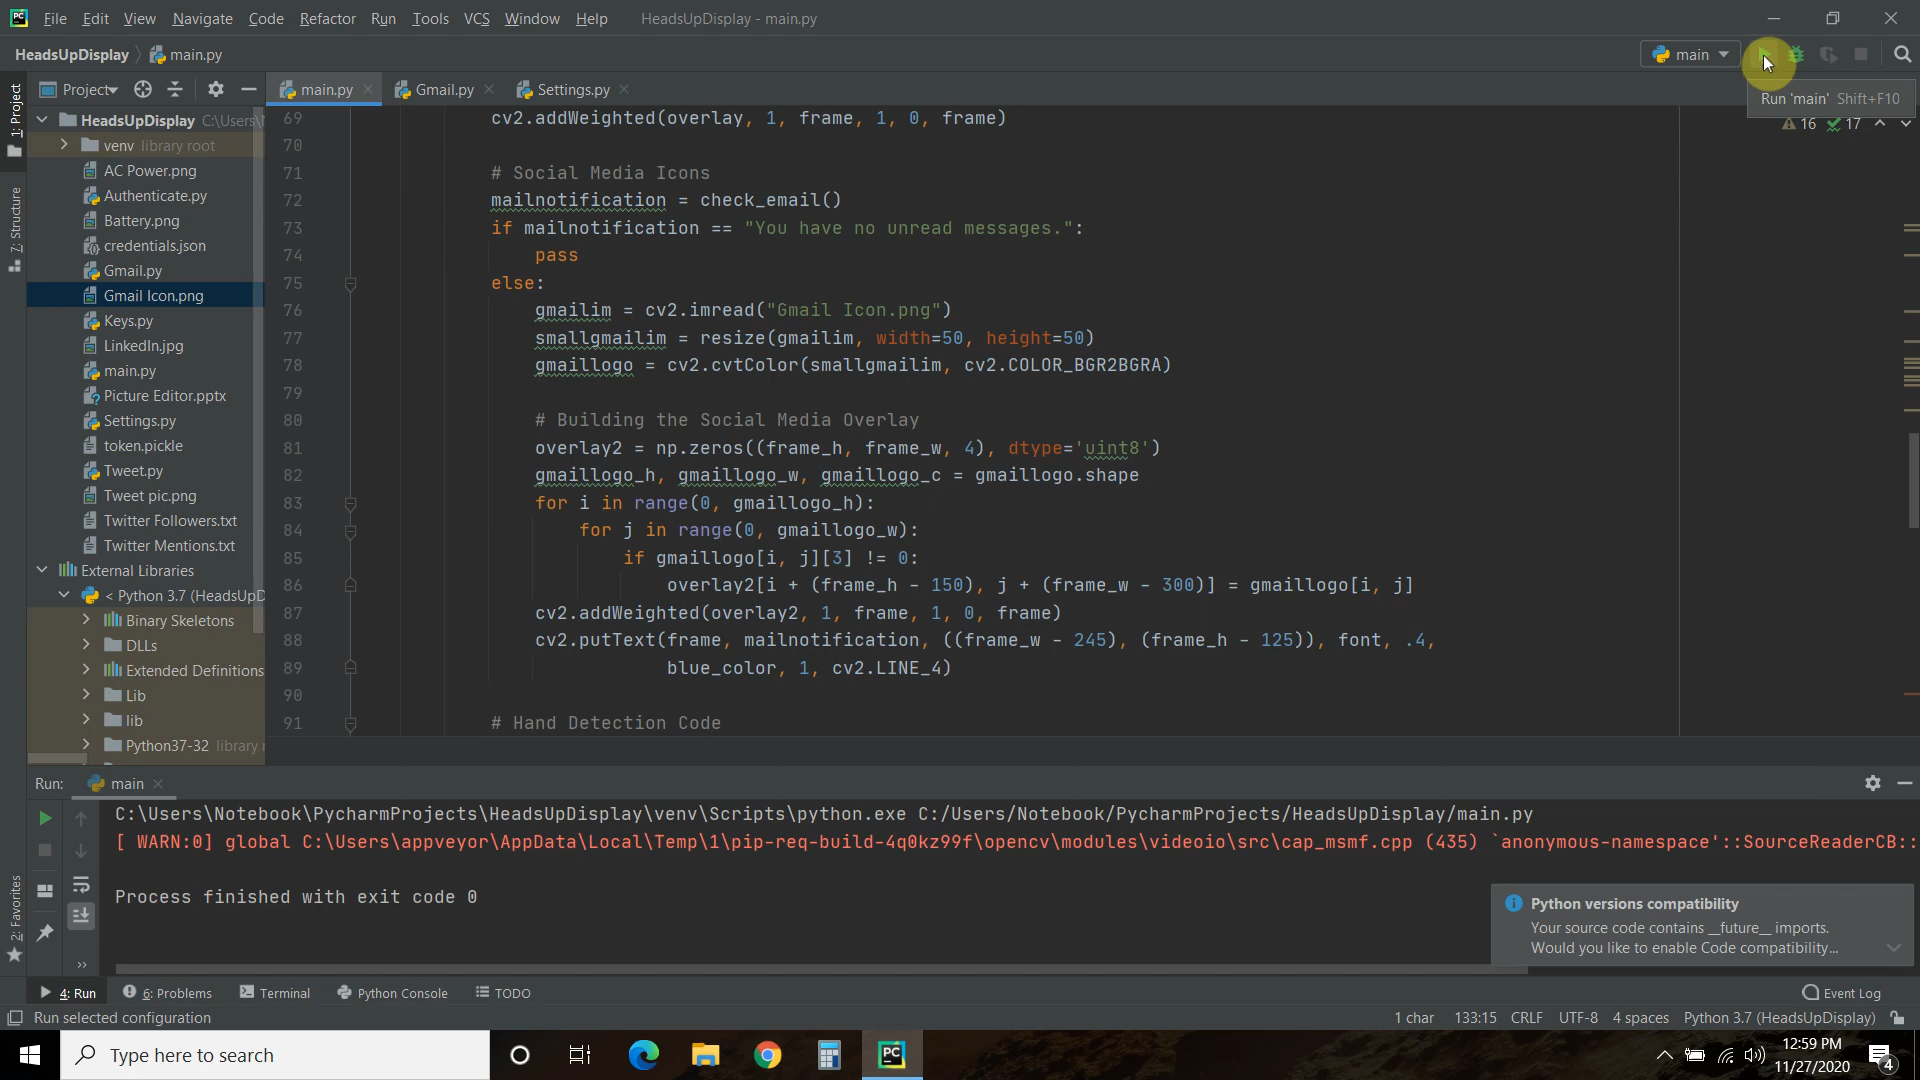 File Edit View Navigate Code Refactor Run Tools VCS Window Help HeadsUpDisplay - main.py
HeadsUpDisplay main.py main
Run 'main' Shift+F10
Project main.py Gmail.py Settings.py
16 17
1: Project
7: Structure
2: Favorites
HeadsUpDisplay C:\Users\
venv library root
AC Power.png
Authenticate.py
Battery.png
credentials.json
Gmail.py
Gmail Icon.png
Keys.py
LinkedIn.jpg
main.py
Picture Editor.pptx
Settings.py
token.pickle
Tweet.py
Tweet pic.png
Twitter Followers.txt
Twitter Mentions.txt
External Libraries
< Python 3.7 (HeadsUpD
Binary Skeletons
DLLs
Extended Definitions
Lib
lib
Python37-32 library r
69 cv2.addWeighted(overlay, 1, frame, 1, 0, frame)
70
71 # Social Media Icons
72 mailnotification = check_email()
73 if mailnotification == "You have no unread messages.":
74 pass
75 else:
76 gmailim = cv2.imread("Gmail Icon.png")
77 smallgmailim = resize(gmailim, width=50, height=50)
78 gmaillogo = cv2.cvtColor(smallgmailim, cv2.COLOR_BGR2BGRA)
79
80 # Building the Social Media Overlay
81 overlay2 = np.zeros((frame_h, frame_w, 4), dtype='uint8')
82 gmaillogo_h, gmaillogo_w, gmaillogo_c = gmaillogo.shape
83 for i in range(0, gmaillogo_h):
84 for j in range(0, gmaillogo_w):
85 if gmaillogo[i, j][3] != 0:
86 overlay2[i + (frame_h - 150), j + (frame_w - 300)] = gmaillogo[i, j]
87 cv2.addWeighted(overlay2, 1, frame, 1, 0, frame)
88 cv2.putText(frame, mailnotification, ((frame_w - 245), (frame_h - 125)), font, .4,
89 blue_color, 1, cv2.LINE_4)
90
91 # Hand Detection Code
Run: main
C:\Users\Notebook\PycharmProjects\HeadsUpDisplay\venv\Scripts\python.exe C:/Users/Notebook/PycharmProjects/HeadsUpDisplay/main.py
[ WARN:0] global C:\Users\appveyor\AppData\Local\Temp\1\pip-req-build-4q0kz99f\opencv\modules\videoio\src\cap_msmf.cpp (435) `anonymous-namespace'::SourceReaderCB::
Process finished with exit code 0
Python versions compatibility
Your source code contains __future__ imports.
Would you like to enable Code compatibility...
4: Run 6: Problems Terminal Python Console TODO Event Log
Run selected configuration 1 char 133:15 CRLF UTF-8 4 spaces Python 3.7 (HeadsUpDisplay)
Type here to search
PC
12:59 PM
11/27/2020
4